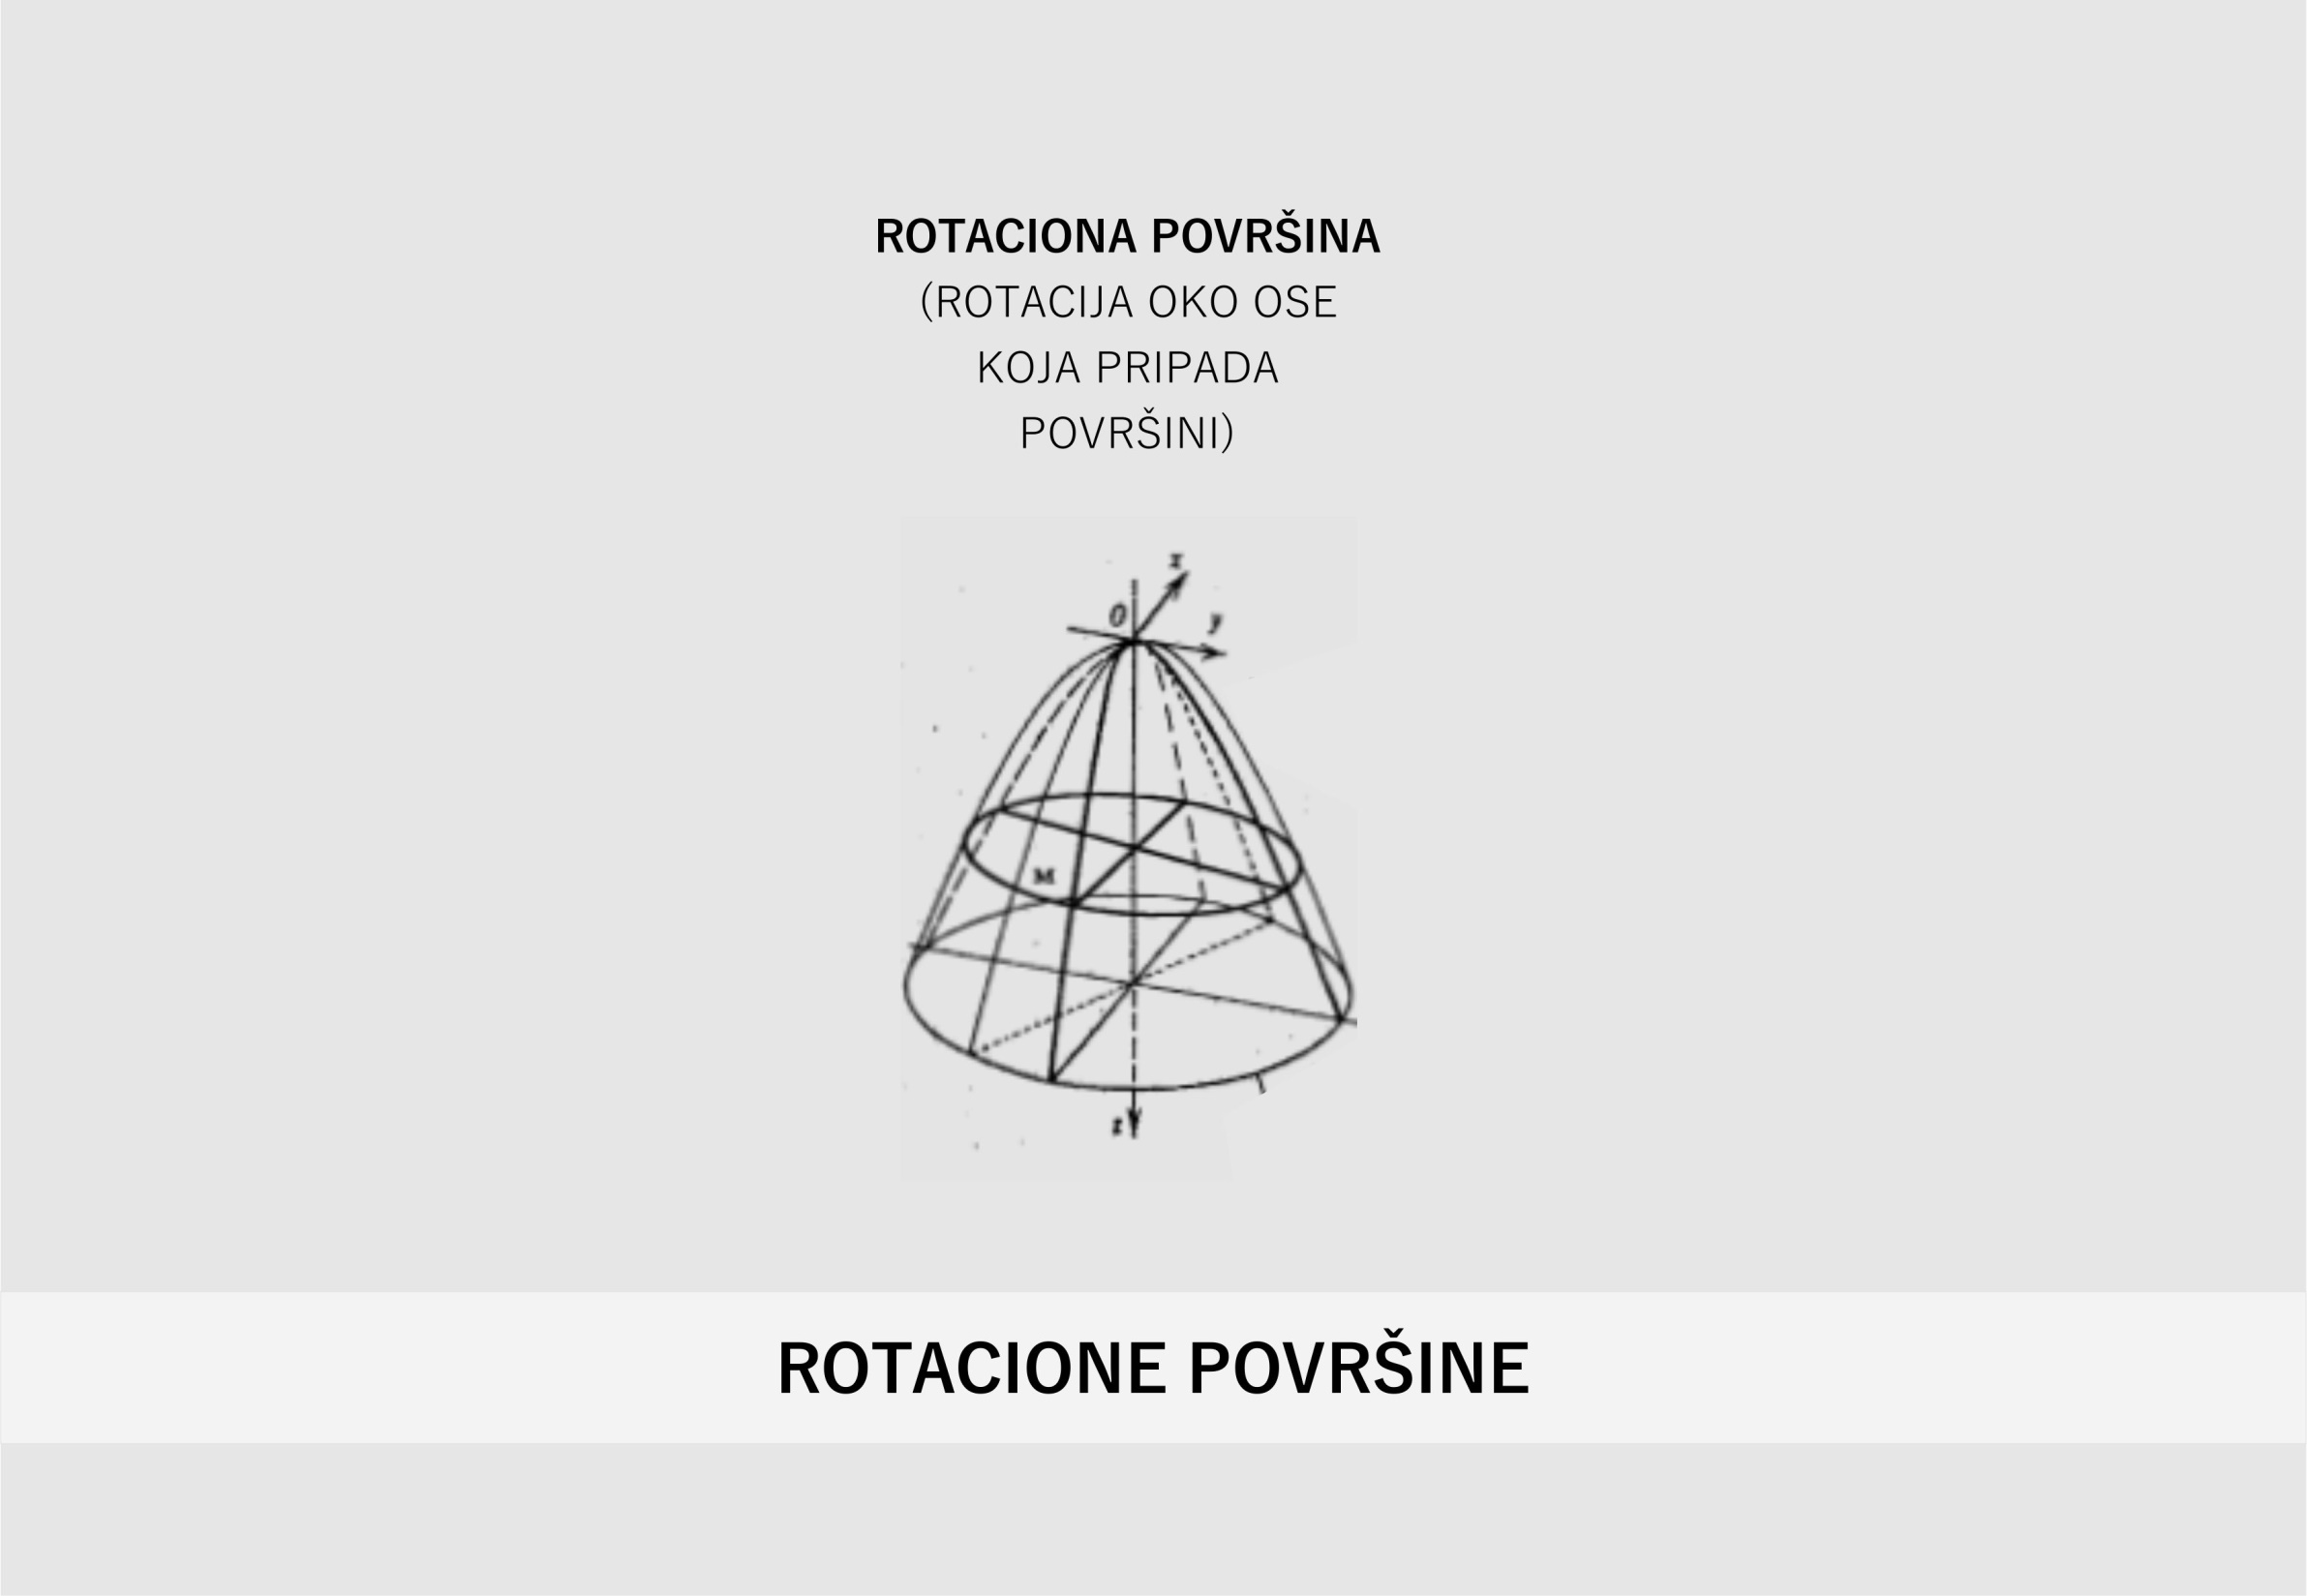 ROTACIONA POVRŠINA
(ROTACIJA OKO OSE
KOJA PRIPADA
POVRŠINI)
x
O
y
M
t
ROTACIONE POVRŠINE